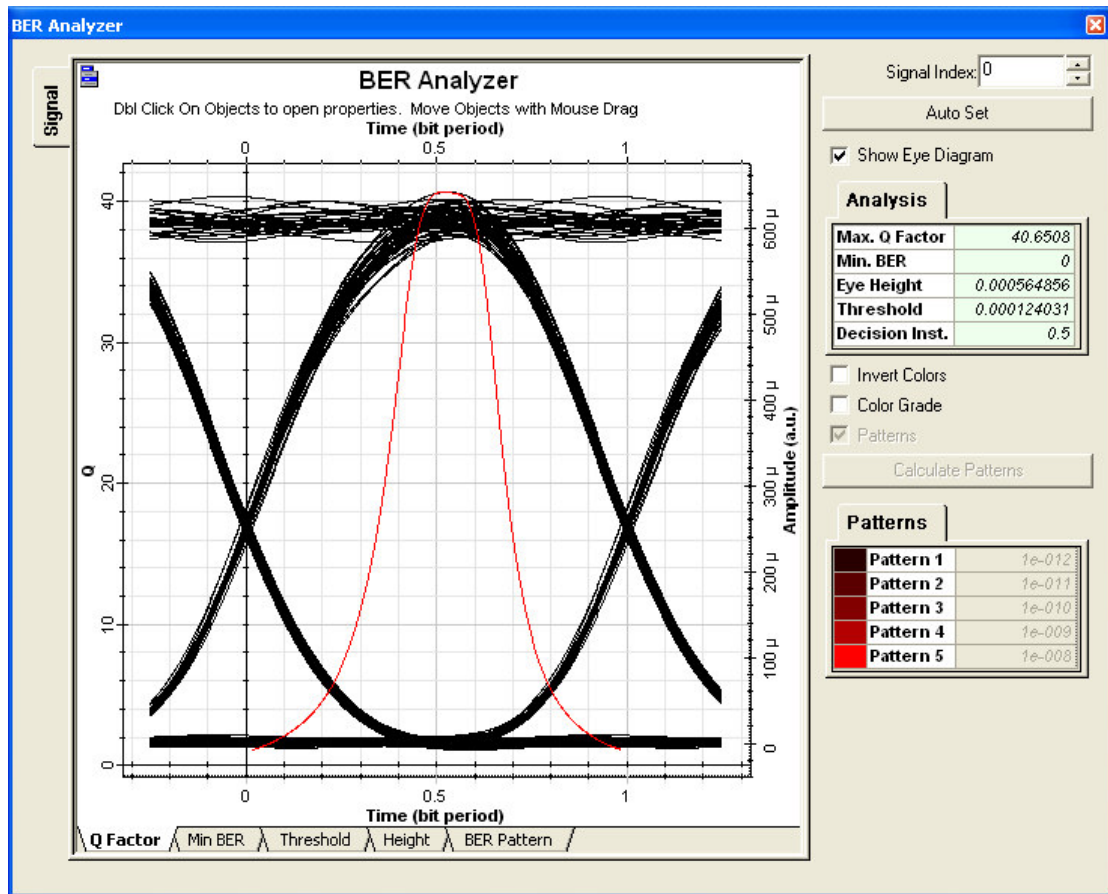 BER Analyzer
Signal
BER Analyzer
Dbl Click On Objects to open properties. Move Objects with Mouse Drag
Time (bit period)
0 0.5 1
40
30
20
10
0
Q
600 µ
500 µ
400 µ
300 µ
200 µ
100 µ
0
Amplitude (a.u.)
0 0.5 1
Time (bit period)
Q Factor Min BER Threshold Height BER Pattern
Signal Index: 0
Auto Set
Show Eye Diagram
Analysis
Max. Q Factor 40.6508
Min. BER 0
Eye Height 0.000564856
Threshold 0.000124031
Decision Inst. 0.5
Invert Colors
Color Grade
Patterns
Calculate Patterns
Patterns
Pattern 1 1e-012
Pattern 2 1e-011
Pattern 3 1e-010
Pattern 4 1e-009
Pattern 5 1e-008